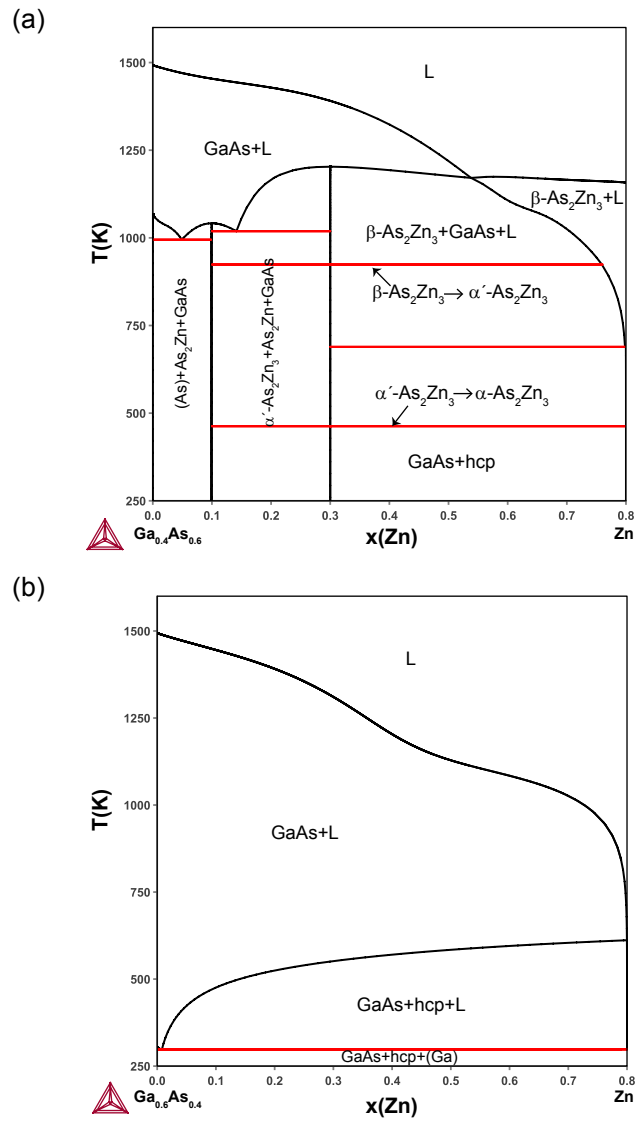 (a)
1500
1250
1000
750
500
250
T(K)
L
GaAs+L
β-As₂Zn₃+L
β-As₂Zn₃+GaAs+L
β-As₂Zn₃→α´-As₂Zn₃
(As)+As₂Zn+GaAs
α´-As₂Zn₃+As₂Zn+GaAs
α´-As₂Zn₃→α-As₂Zn₃
GaAs+hcp
0.0 0.1 0.2 0.3 0.4 0.5 0.6 0.7 0.8
Ga₀.₄As₀.₆ x(Zn) Zn
(b)
1500
1250
1000
750
500
250
T(K)
L
GaAs+L
GaAs+hcp+L
GaAs+hcp+(Ga)
0.0 0.1 0.2 0.3 0.4 0.5 0.6 0.7 0.8
Ga₀.₆As₀.₄ x(Zn) Zn